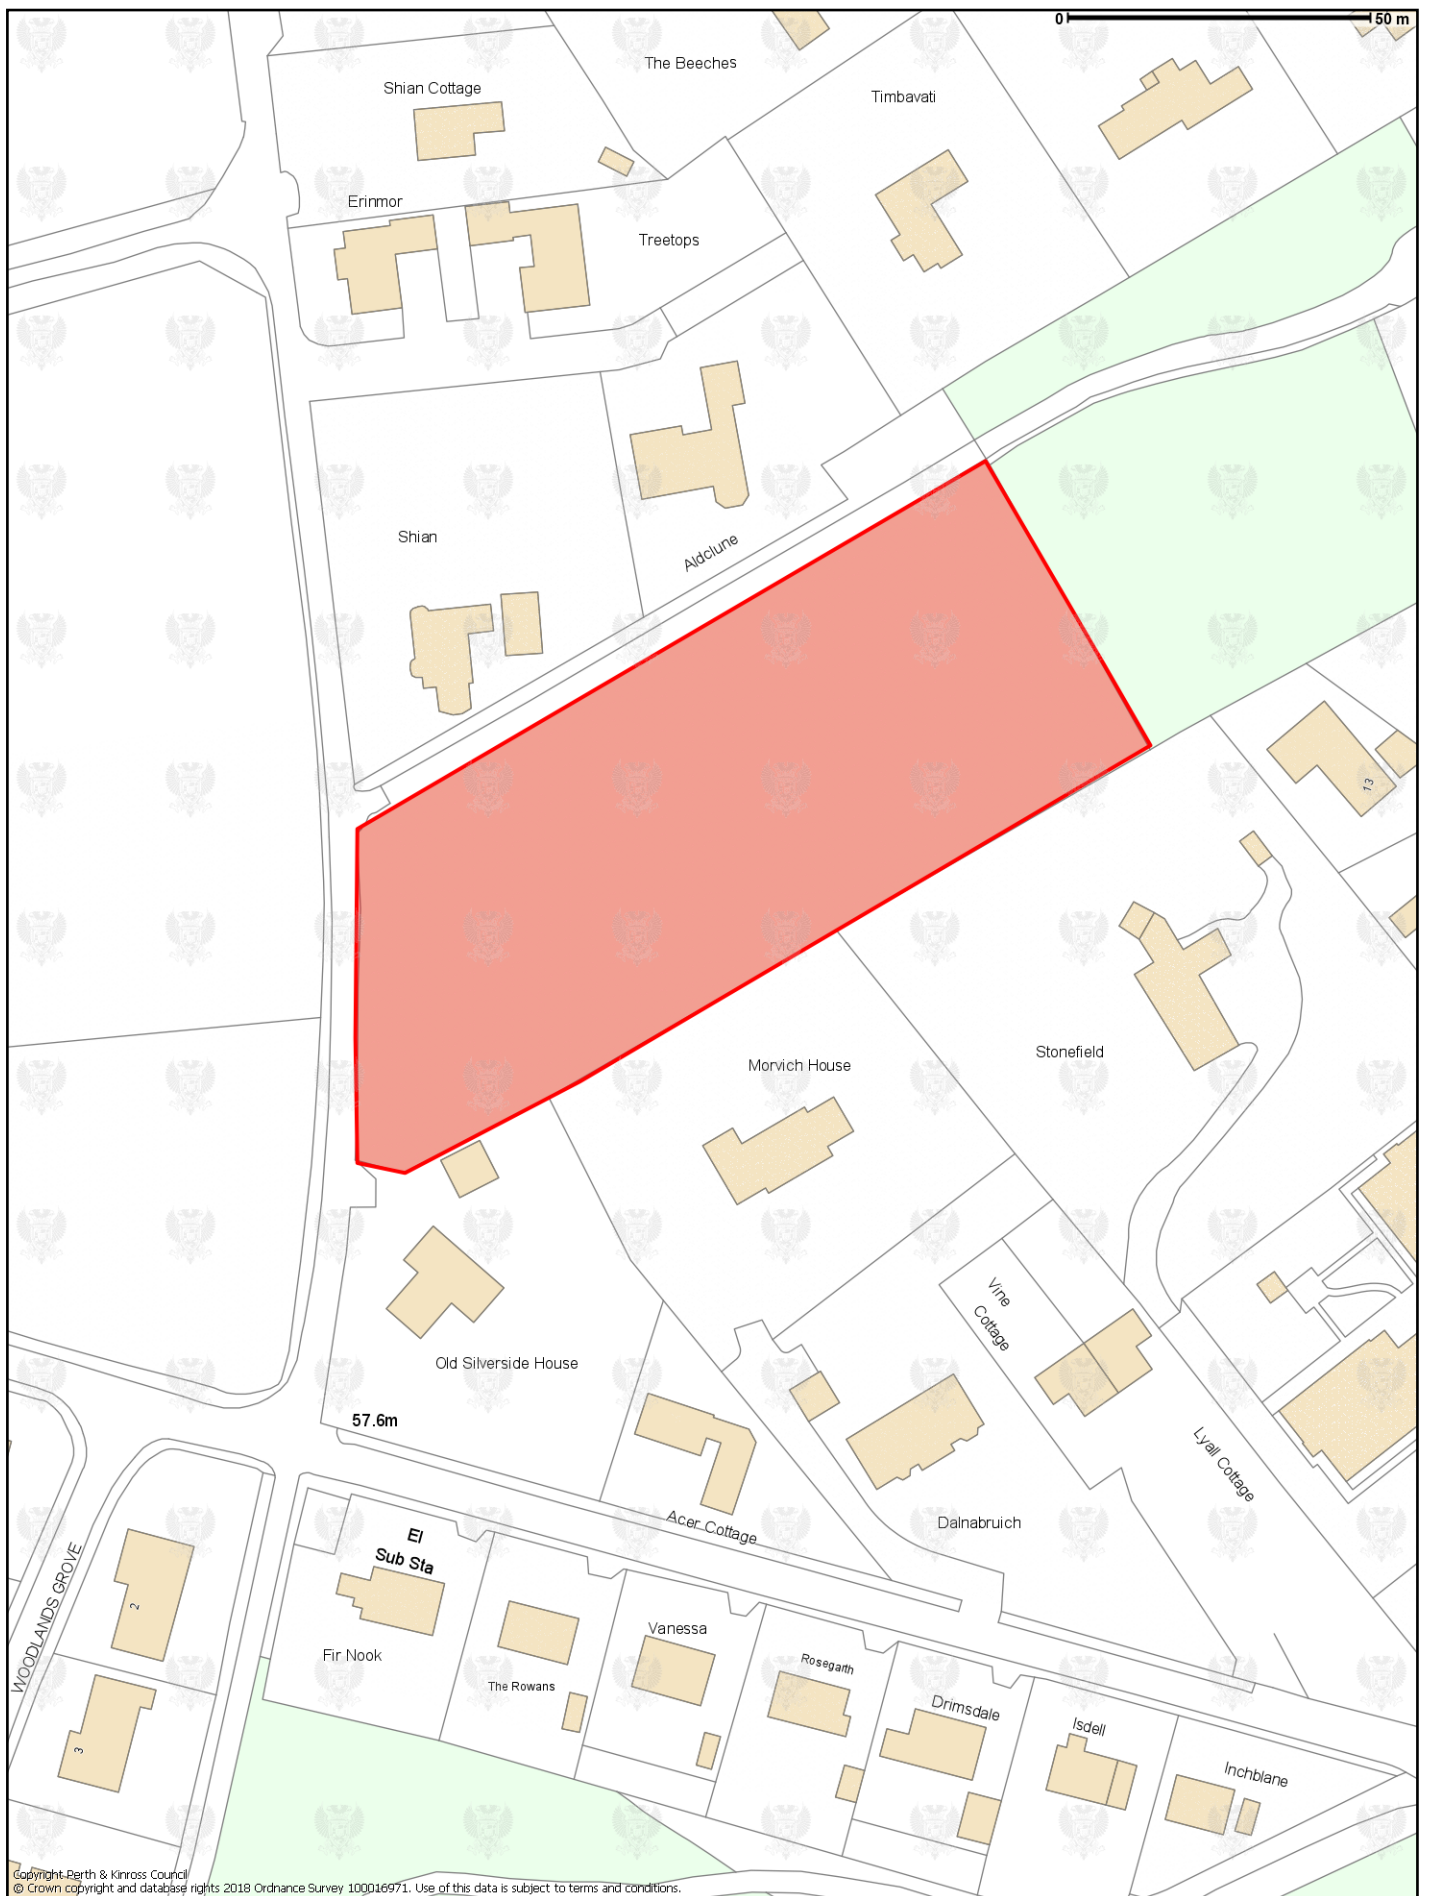 0 50 m
The Beeches
Shian Cottage
Timbavati
Erinmor
Treetops
Shian
Aldclune
13
Stonefield
Morvich House
Vine
Cottage
Old Silverside House
57.6m
Lyall Cottage
Acer Cottage
Dalnabruich
El
Sub Sta
WOODLANDS GROVE
2
Vanessa
Fir Nook
Rosegarth
The Rowans
Drimsdale
Isdell
3
Inchblane
Copyright Perth & Kinross Council
© Crown copyright and database rights 2018 Ordnance Survey 100016971. Use of this data is subject to terms and conditions.